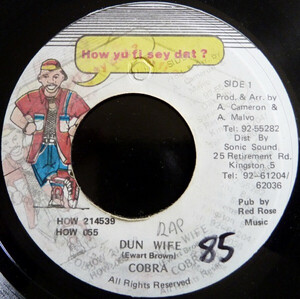 How yu fi sey dat ?
SIDE 1
Prod & Arr. by
A. Cameron &
A. Malvo
Tel: 92-55282
Dist By
Sonic Sound
25 Retirement Rd.
Kingston 5
Tel: 92-61204/
62036
Pub by
Red Rose
Music
HOW 214539
HOW 055
RAP
DUN WIFE
(Ewart Brown)
COBRA
All Rights Reserved
85